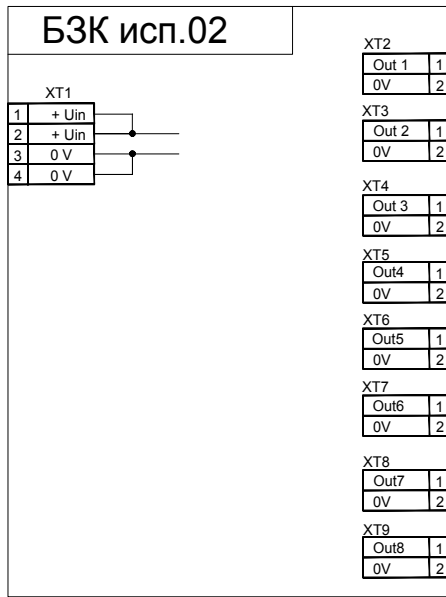 БЗК исп.02
XT1
1 + Uin
2 + Uin
3 0 V
4 0 V
XT2
Out 1 1
0V 2
XT3
Out 2 1
0V 2
XT4
Out 3 1
0V 2
XT5
Out4 1
0V 2
XT6
Out5 1
0V 2
XT7
Out6 1
0V 2
XT8
Out7 1
0V 2
XT9
Out8 1
0V 2